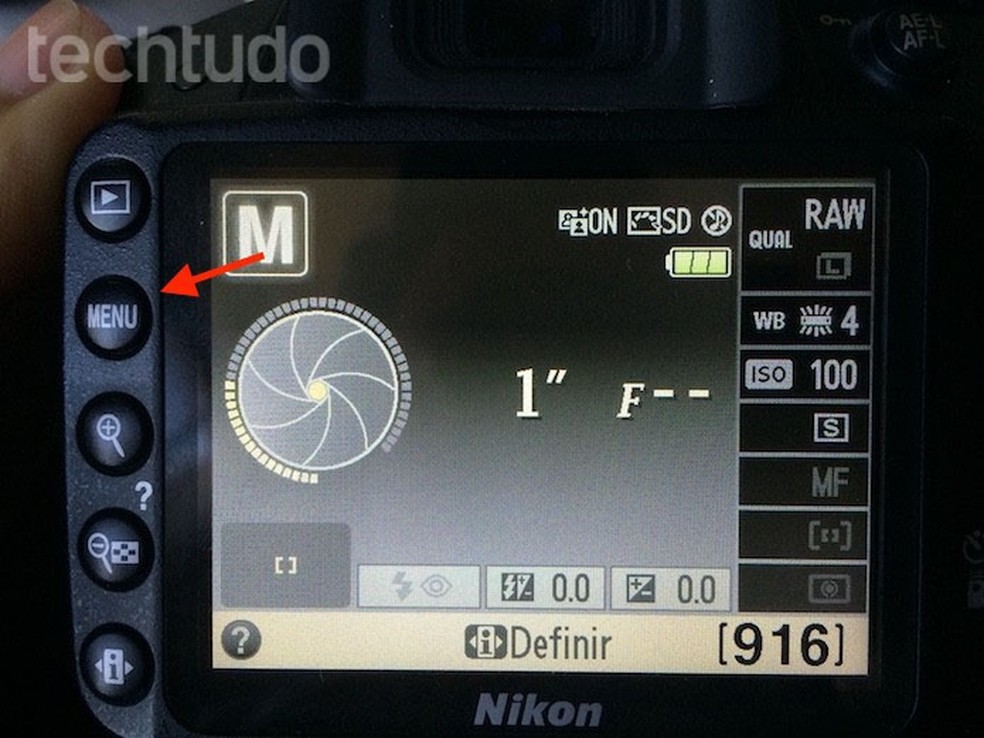 techtudo
AE-L
AF-L
M
ON SD
RAW
QUAL
L
MENU
WB 4
ISO 100
1" F--
S
MF
?
[ ]
0.0 0.0
? i Definir [916]
i
Nikon